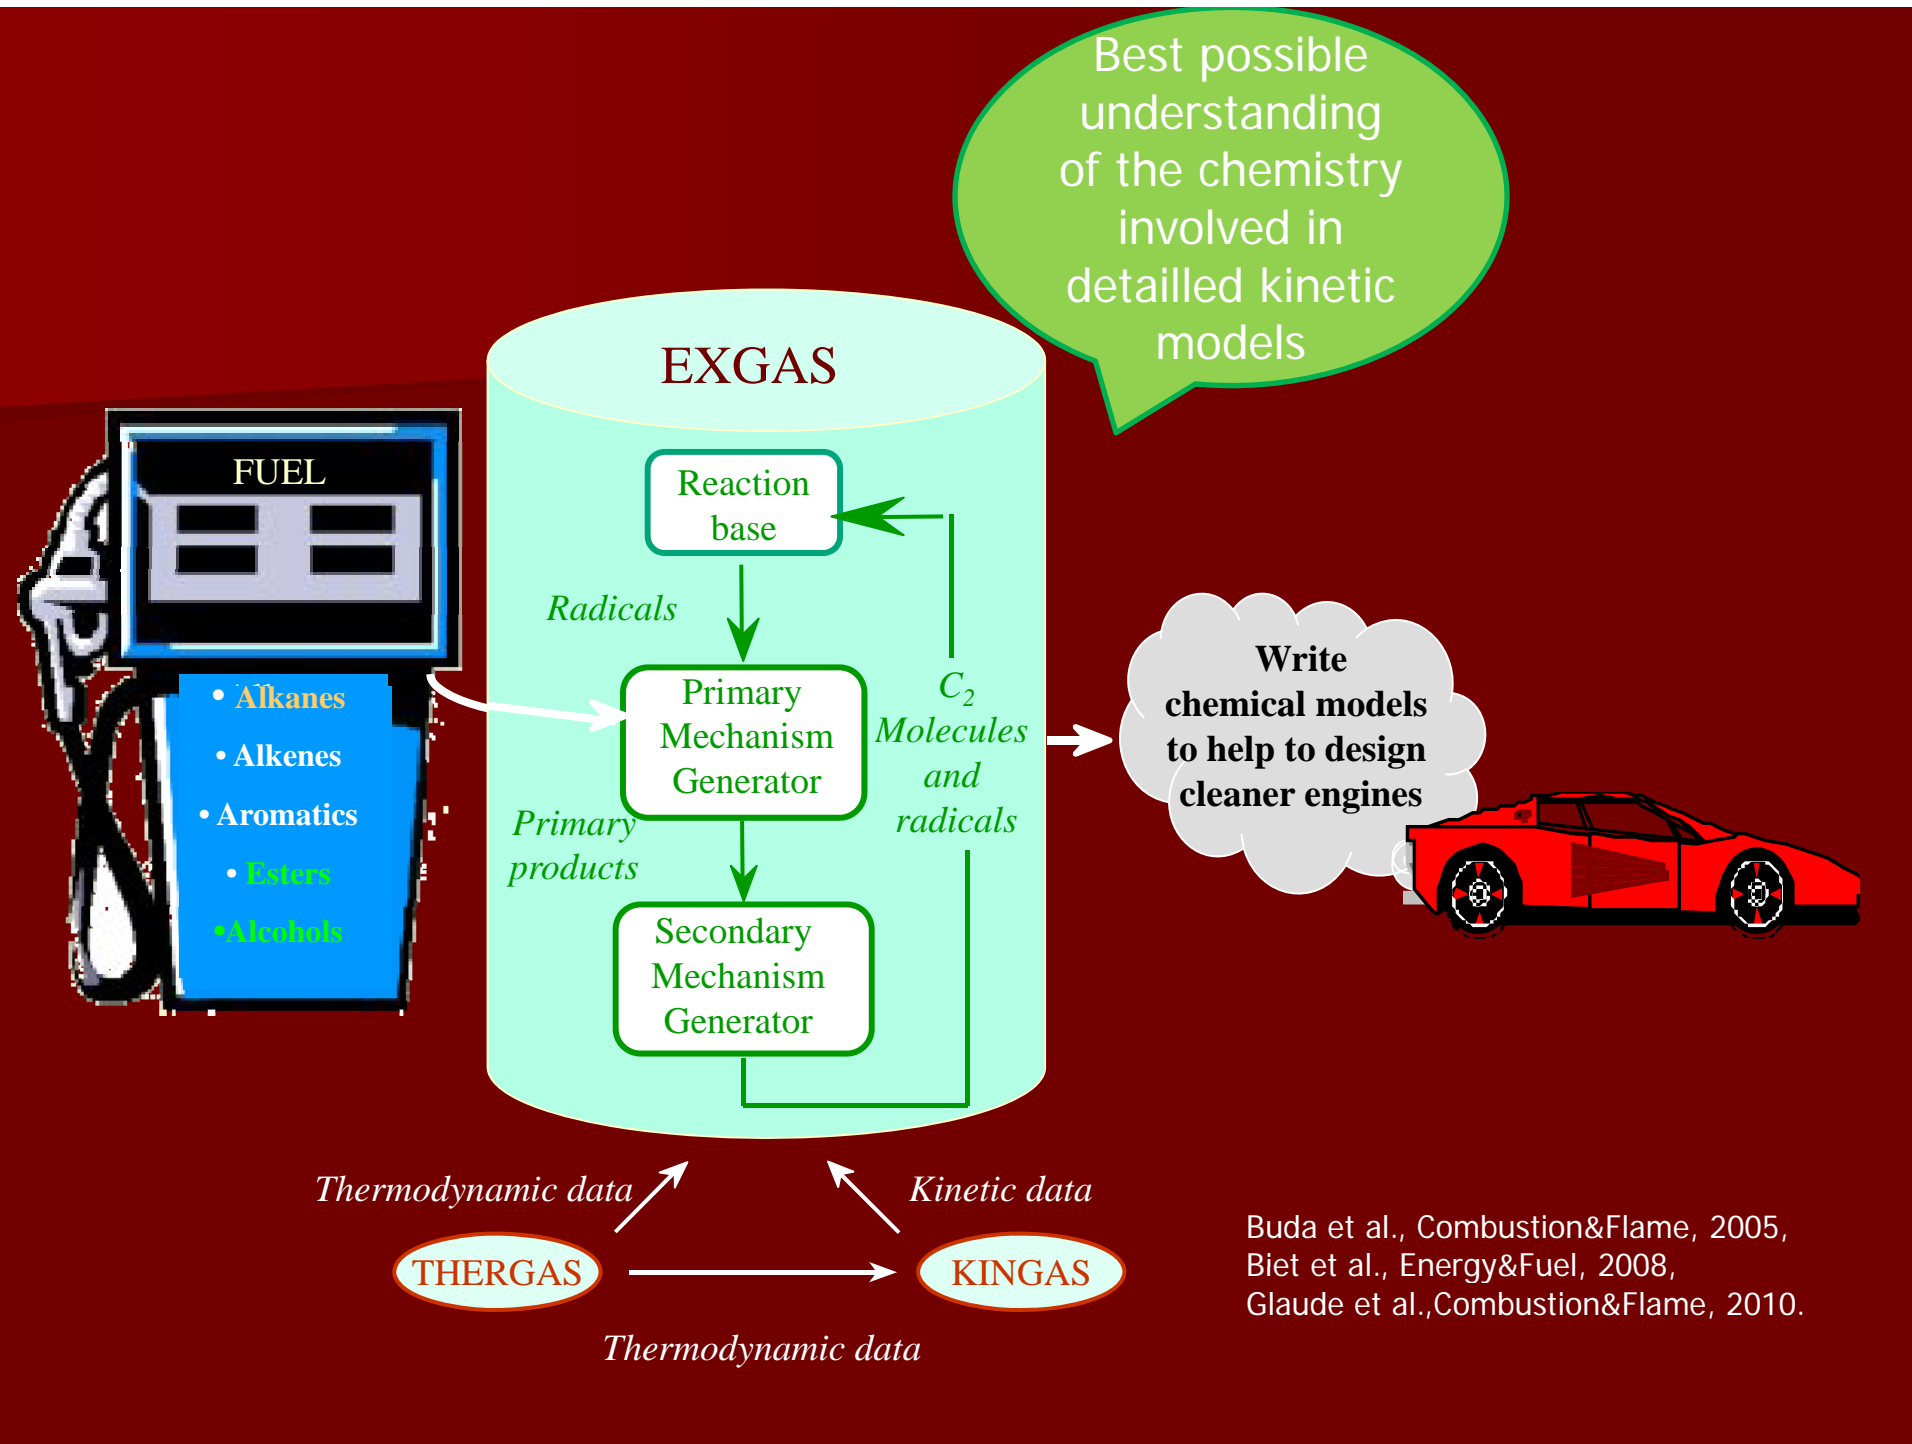 Best possible
understanding
of the chemistry
involved in
detailled kinetic
models
EXGAS
FUEL
• Alkanes
• Alkenes
• Aromatics
• Esters
•Alcohols
Reaction
base
Radicals
Primary
Mechanism
Generator
Primary
products
Secondary
Mechanism
Generator
C₂
Molecules
and
radicals
Write
chemical models
to help to design
cleaner engines
Thermodynamic data
Kinetic data
THERGAS
KINGAS
Thermodynamic data
Buda et al., Combustion&Flame, 2005,
Biet et al., Energy&Fuel, 2008,
Glaude et al.,Combustion&Flame, 2010.